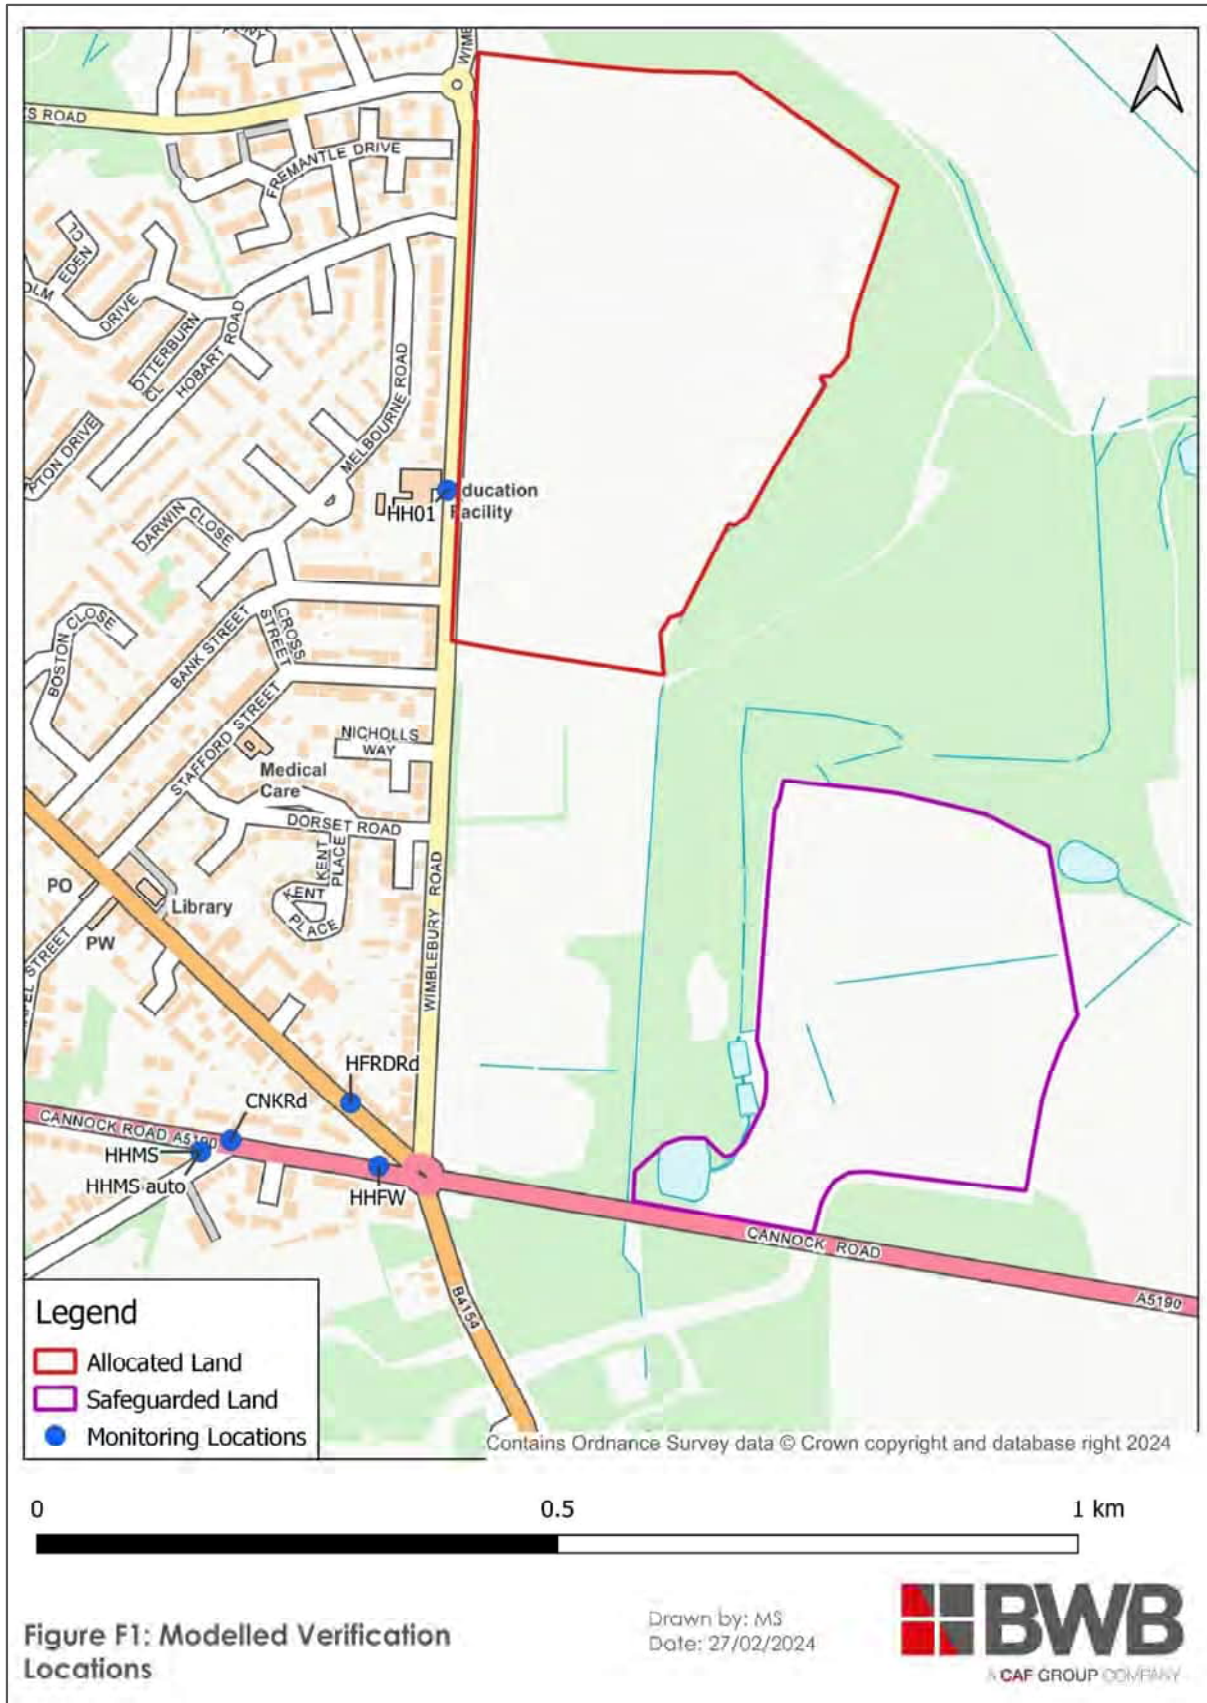 WIMB
S ROAD
FREMANTLE DRIVE
EDEN
CL
OLM
DRIVE
OTTERBURN
CL
HOBART ROAD
MELBOURNE ROAD
PTON DRIVE
HH01
ducation
Facility
DARWIN CLOSE
BOSTON CLOSE
BANK STREET
CROSS
STREET
STAFFORD STREET
NICHOLLS
WAY
Medical
Care
DORSET ROAD
KENT
PLACE
KENT
PLACE
WIMBLEBURY ROAD
PO
Library
PW
STREET
HFRDRd
CNKRd
CANNOCK ROAD A5190
HHMS
HHMS auto
HHFW
CANNOCK ROAD
A5190
B4154
Legend
Allocated Land
Safeguarded Land
Monitoring Locations
Contains Ordnance Survey data © Crown copyright and database right 2024
0 0.5 1 km
Figure F1: Modelled Verification
Locations
Drawn by: MS
Date: 27/02/2024
BWB
A CAF GROUP COMPANY